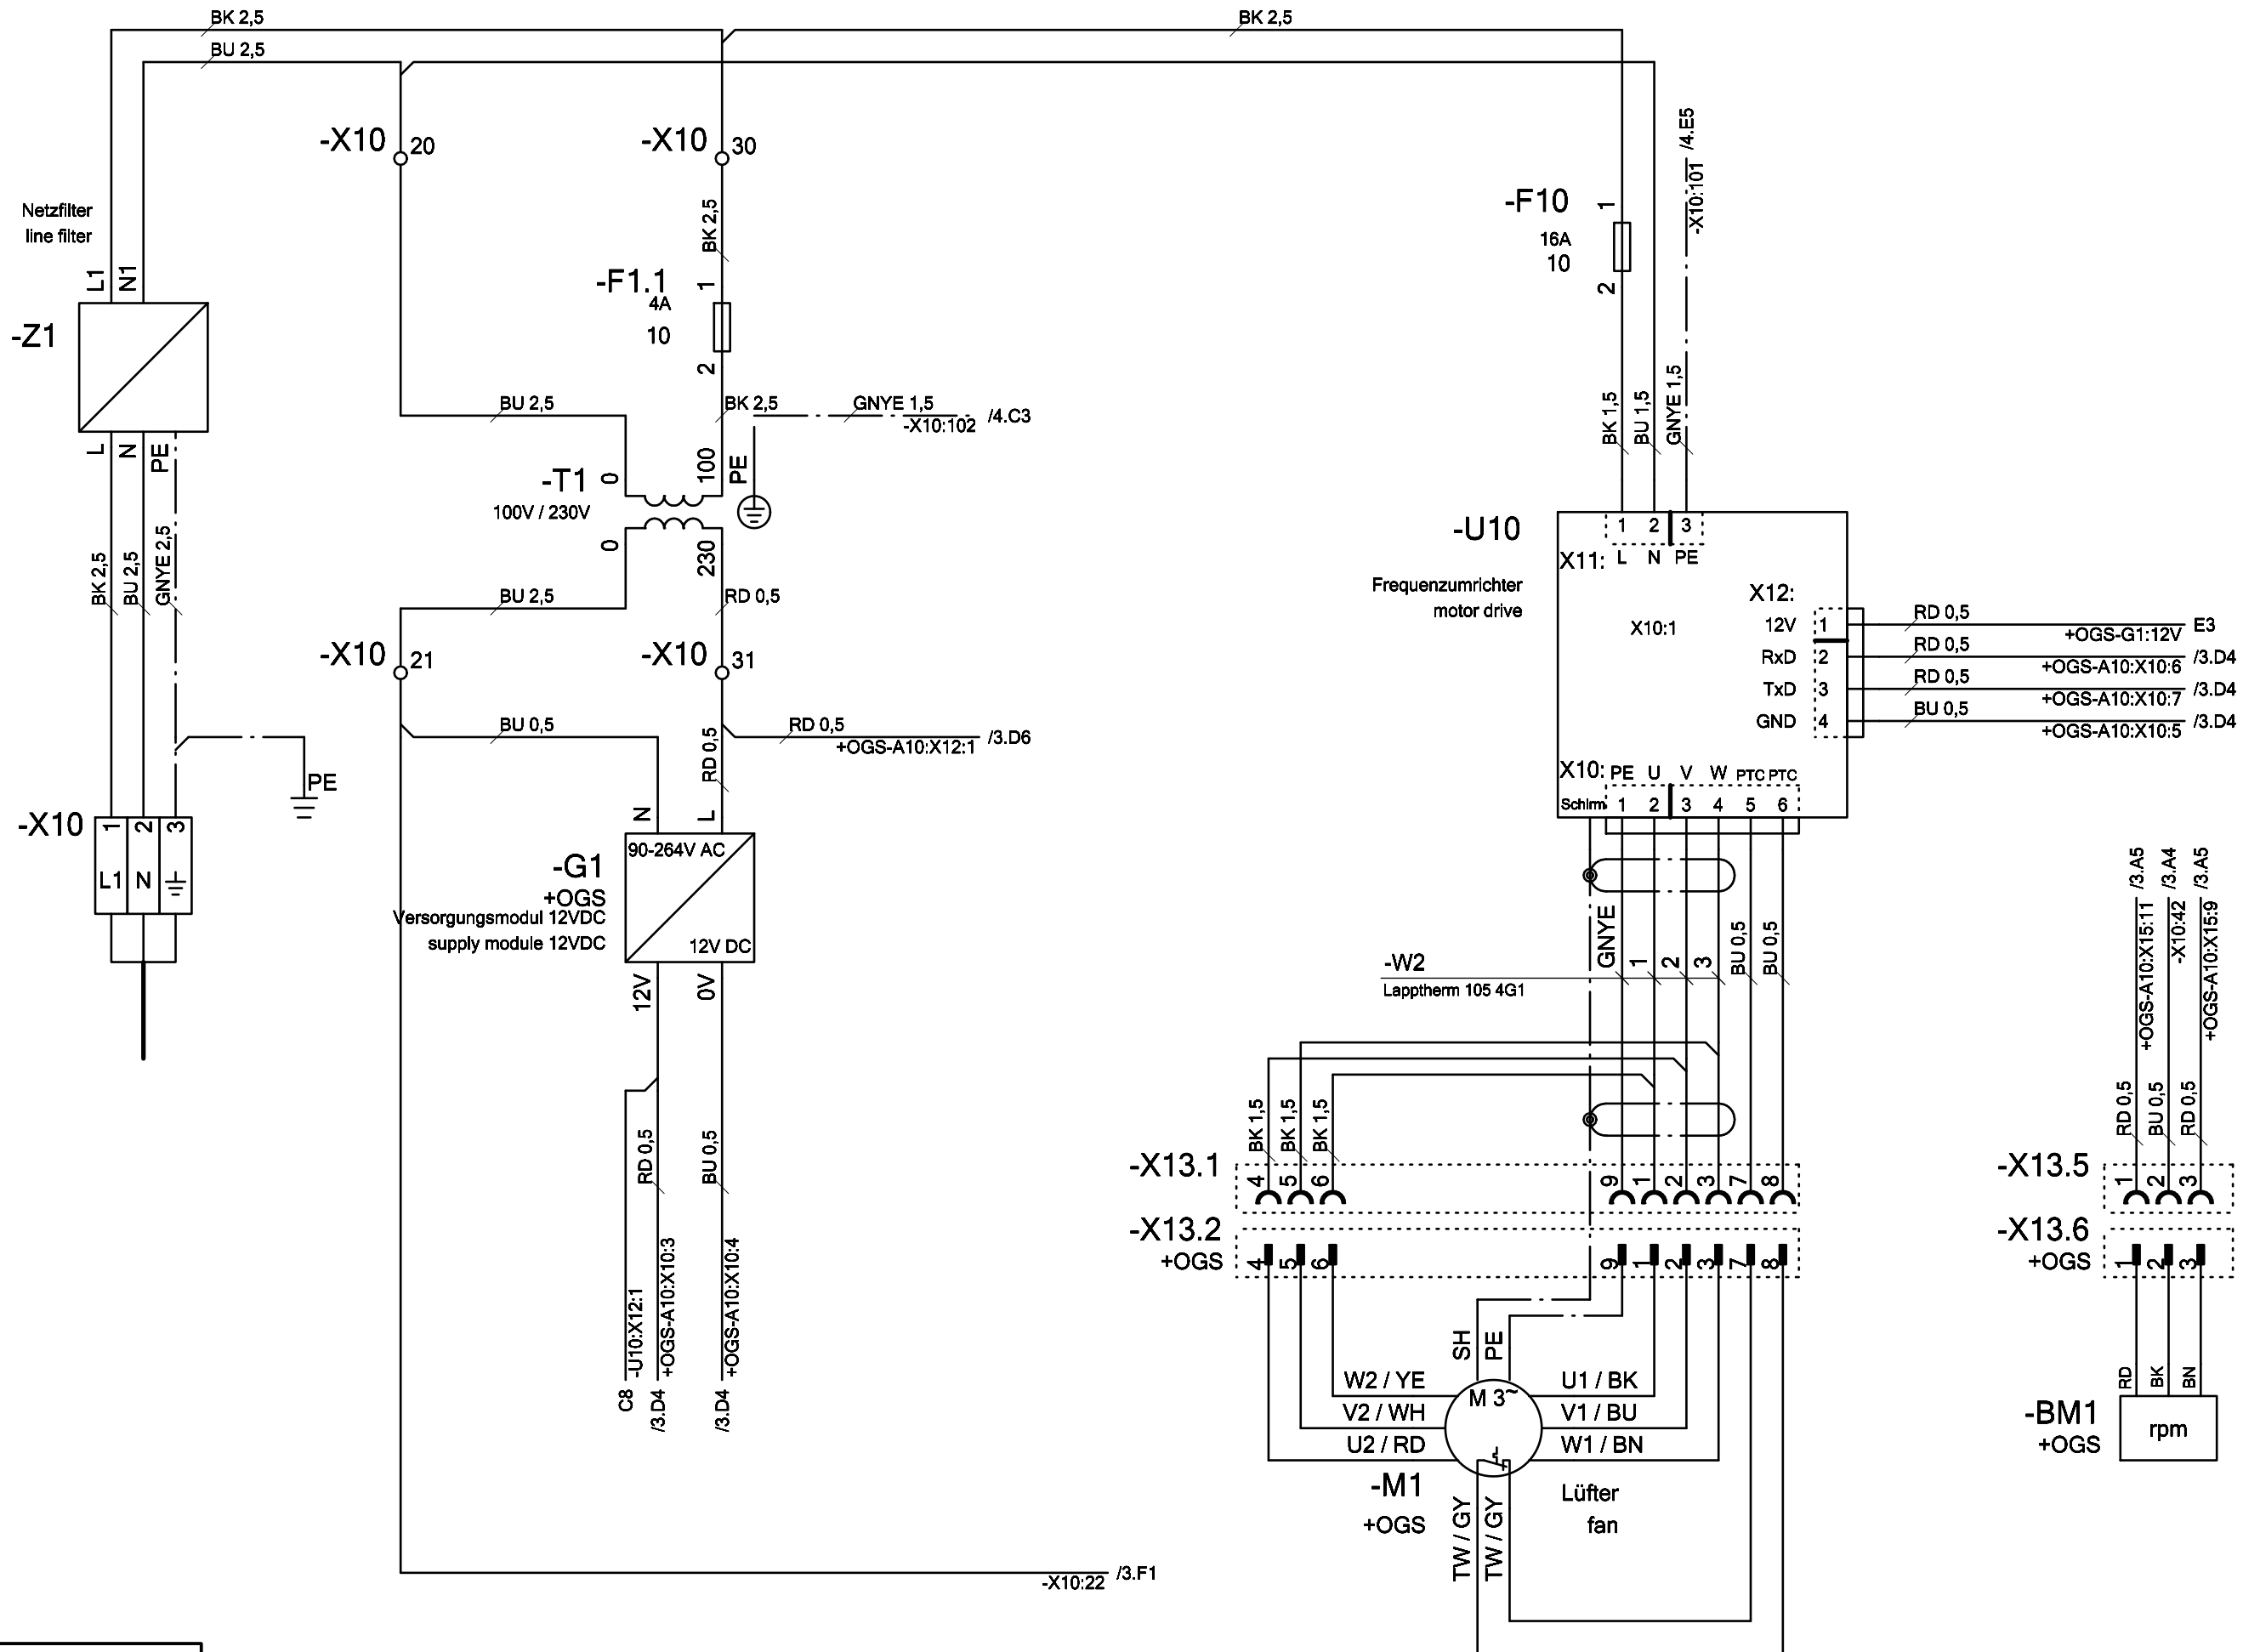 BK 2,5
BK 2,5
BU 2,5
-X10 20
-X10 30
/4.E5
-X10:101
Netzfilter
line filter
L1
N1
-Z1
L
N
PE
BK 2,5
BU 2,5
GNYE 2,5
PE
-X10
1
2
3
L1
N
BK 2,5
-F1.1
4A
10
1
2
BU 2,5
BK 2,5
GNYE 1,5
-X10:102
/4.C3
-T1
100V / 230V
0
100
PE
0
230
BU 2,5
RD 0,5
-X10 21
-X10 31
BU 0,5
RD 0,5
RD 0,5
+OGS-A10:X12:1
/3.D6
N
L
90-264V AC
-G1
+OGS
Versorgungsmodul 12VDC
supply module 12VDC
12V DC
12V
0V
RD 0,5
BU 0,5
-U10:X12:1
+OGS-A10:X10:3
+OGS-A10:X10:4
C8
/3.D4
/3.D4
-X10:22
/3.F1
-F10
16A
10
1
2
BK 1,5
BU 1,5
GNYE 1,5
-U10
Frequenzumrichter
motor drive
1 2 3
X11: L N PE
X12:
X10:1
12V 1
RxD 2
TxD 3
GND 4
RD 0,5
+OGS-G1:12V
E3
RD 0,5
+OGS-A10:X10:6
/3.D4
RD 0,5
+OGS-A10:X10:7
/3.D4
BU 0,5
+OGS-A10:X10:5
/3.D4
X10: PE U V W PTC PTC
Schirm 1 2 3 4 5 6
GNYE
1
2
3
BU 0,5
BU 0,5
-W2
Lapptherm 105 4G1
BK 1,5
BK 1,5
BK 1,5
-X13.1
4 5 6 9 1 2 3 7 8
-X13.2
+OGS
4 5 6 9 1 2 3 7 8
SH
PE
W2 / YE
V2 / WH
U2 / RD
M 3~
U1 / BK
V1 / BU
W1 / BN
-M1
+OGS
Lüfter
fan
TW / GY
TW / GY
/3.A5
/3.A4
/3.A5
+OGS-A10:X15:11
-X10:42
+OGS-A10:X15:9
RD 0,5
BU 0,5
RD 0,5
-X13.5
1 2 3
-X13.6
+OGS
1 2 3
RD
BK
BN
-BM1
+OGS
rpm